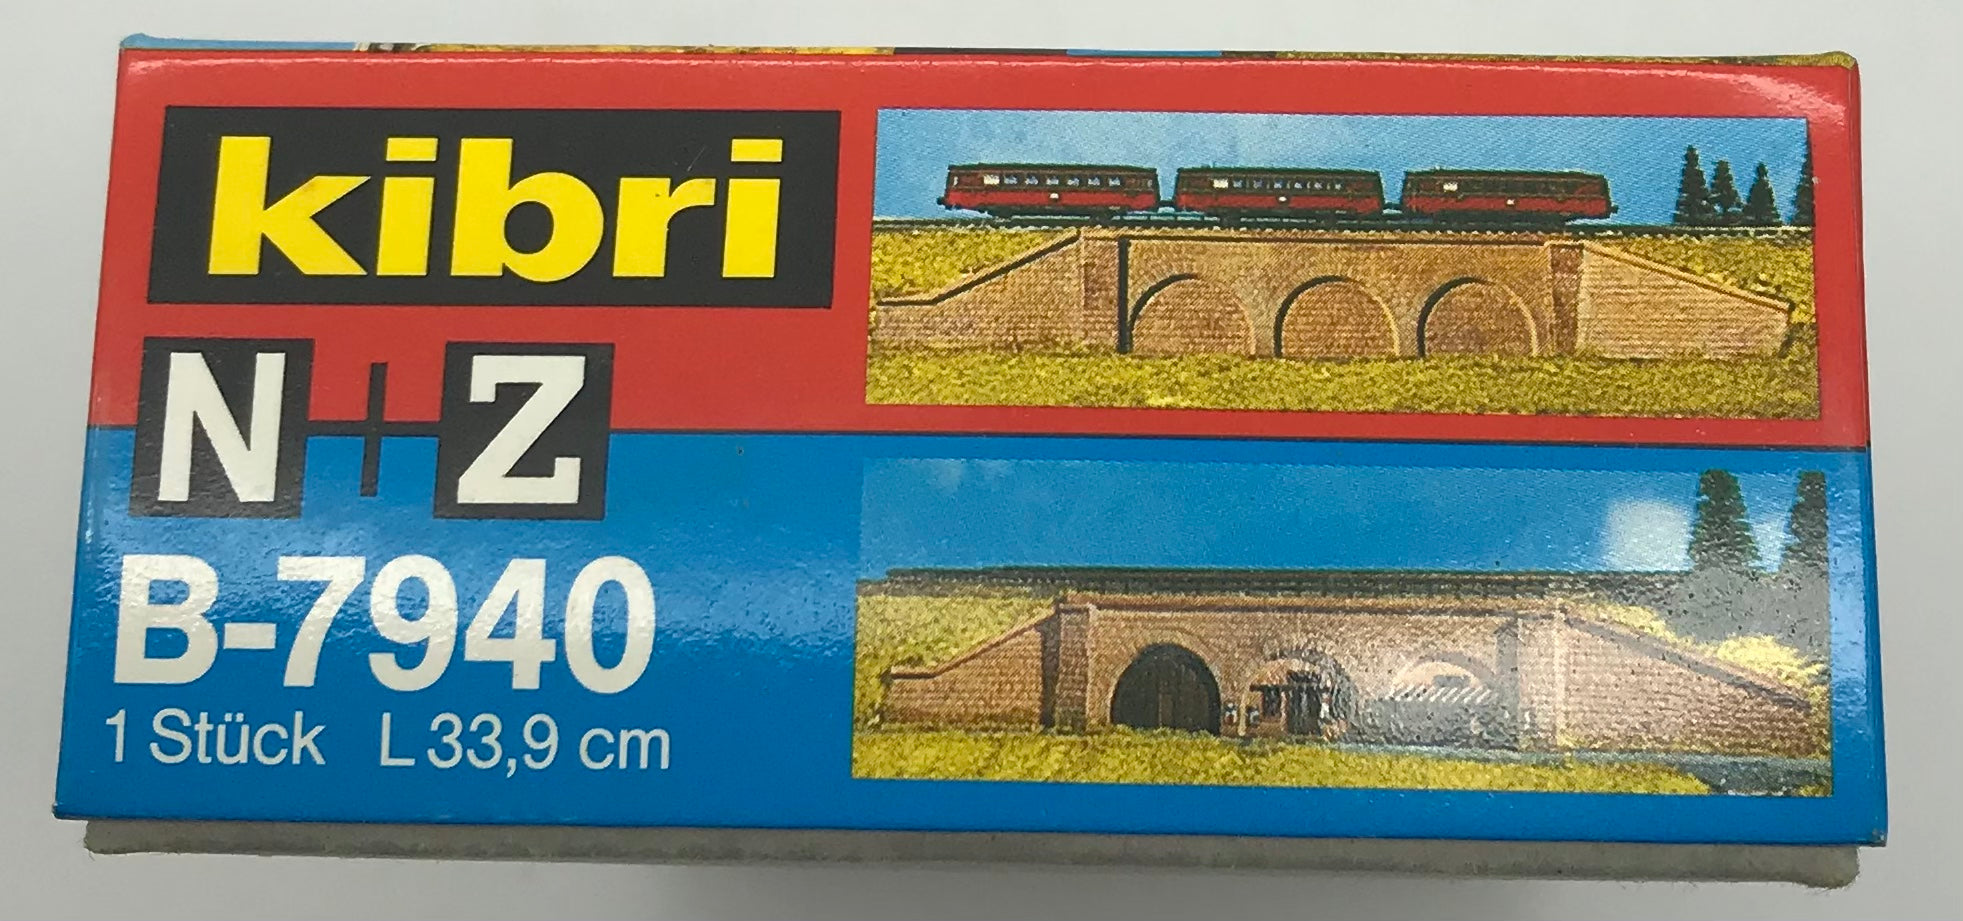 kibri
N+Z
B-7940
1 Stück L 33,9 cm